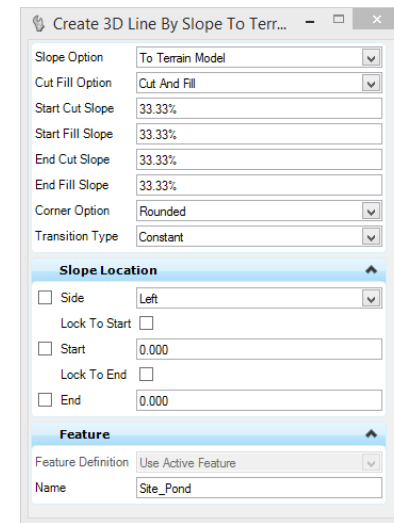 Create 3D Line By Slope To Terr...
Slope Option To Terrain Model
Cut Fill Option Cut And Fill
Start Cut Slope 33.33%
Start Fill Slope 33.33%
End Cut Slope 33.33%
End Fill Slope 33.33%
Corner Option Rounded
Transition Type Constant
Slope Location
Side Left
Lock To Start
Start 0.000
Lock To End
End 0.000
Feature
Feature Definition Use Active Feature
Name Site_Pond